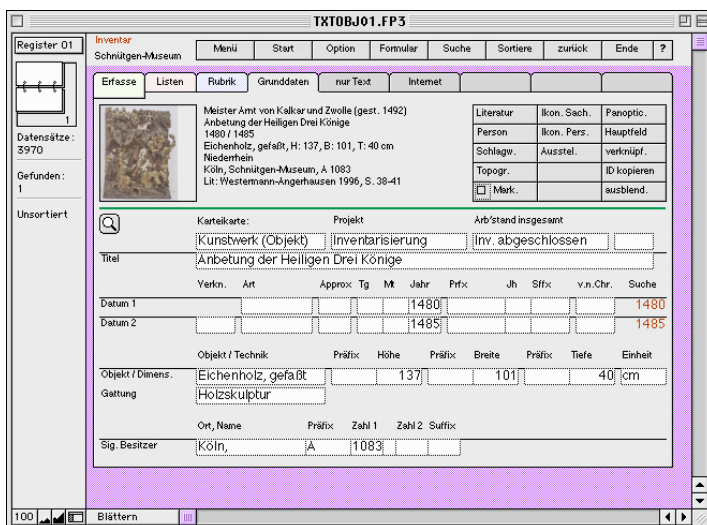 TXTOBJ01.FP3
Register 01
1
Datensätze:
3970
Gefunden:
1
Unsortiert
Inventar
Schnütgen-Museum
Menü Start Option Formular Suche Sortiere zurück Ende ?
Erfasse Listen Rubrik Grunddaten nur Text Internet
Meister Arnt von Kalkar und Zwolle (gest. 1492)
Anbetung der Heiligen Drei Könige
1480 / 1485
Eichenholz, gefaßt, H: 137, B: 101, T: 40 cm
Niederrhein
Köln, Schnütgen-Museum, A 1083
Lit: Westermann-Angerhausen 1996, S. 38-41
Literatur Ikon. Sach. Panoptic.
Person Ikon. Pers. Hauptfeld
Schlagw. Ausstel. verknüpf.
Topogr. ID kopieren
Mark. ausblend.
Karteikarte: Projekt Arb'stand insgesamt
Kunstwerk (Objekt) Inventarisierung Inv. abgeschlossen
Titel Anbetung der Heiligen Drei Könige
Verkn. Art Approx Tg Mt Jahr Prfx Jh Sffx v.n.Chr. Suche
Datum 1 1480 1480
Datum 2 1485 1485
Objekt / Technik Präfix Höhe Präfix Breite Präfix Tiefe Einheit
Objekt / Dimens. Eichenholz, gefaßt 137 101 40 cm
Gattung Holzskulptur
Ort, Name Präfix Zahl 1 Zahl 2 Suffix
Sig. Besitzer Köln, A 1083
100 Blättern